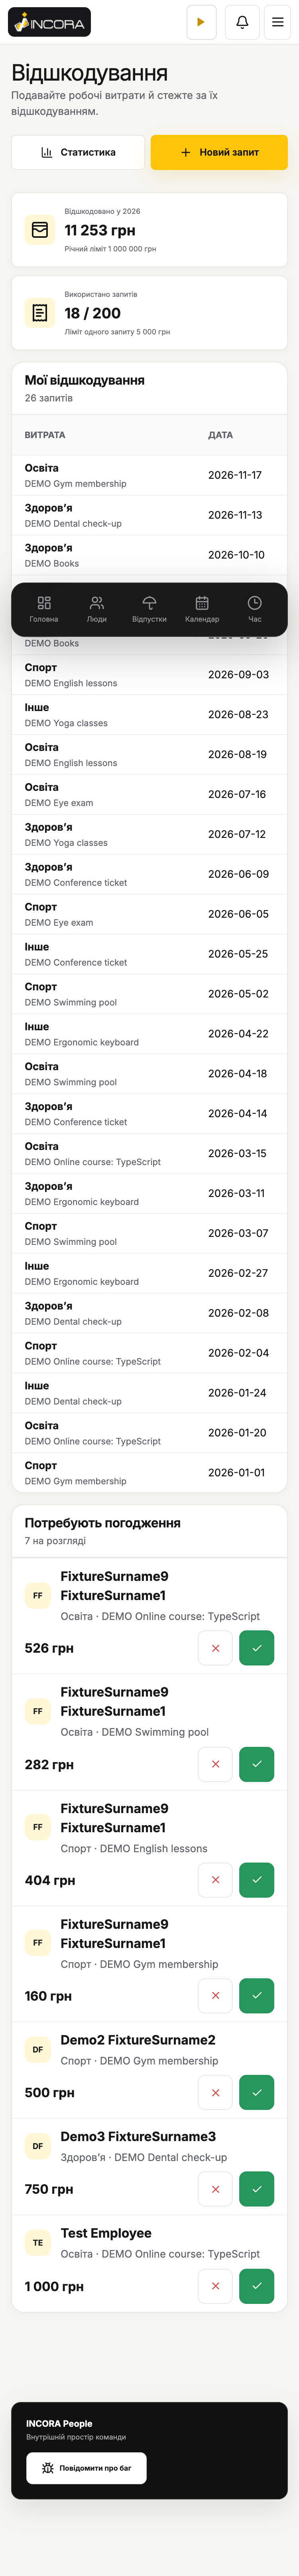 INCORA
Відшкодування
Подавайте робочі витрати й стежте за їх
відшкодуванням.
Статистика
Новий запит
Відшкодовано у 2026
11 253 грн
Річний ліміт 1 000 000 грн
Використано запитів
18 / 200
Ліміт одного запиту 5 000 грн
Мої відшкодування
26 запитів
ВИТРАТА ДАТА
Освіта
DEMO Gym membership
2026-11-17
Здоров’я
DEMO Dental check-up
2026-11-13
Здоров’я
DEMO Books
2026-10-10
Головна Люди Відпустки Календар Час
DEMO Books
Спорт
DEMO English lessons
2026-09-03
Інше
DEMO Yoga classes
2026-08-23
Освіта
DEMO English lessons
2026-08-19
Освіта
DEMO Eye exam
2026-07-16
Здоров’я
DEMO Yoga classes
2026-07-12
Здоров’я
DEMO Conference ticket
2026-06-09
Спорт
DEMO Eye exam
2026-06-05
Інше
DEMO Conference ticket
2026-05-25
Спорт
DEMO Swimming pool
2026-05-02
Інше
DEMO Ergonomic keyboard
2026-04-22
Освіта
DEMO Swimming pool
2026-04-18
Здоров’я
DEMO Conference ticket
2026-04-14
Освіта
DEMO Online course: TypeScript
2026-03-15
Здоров’я
DEMO Ergonomic keyboard
2026-03-11
Спорт
DEMO Swimming pool
2026-03-07
Інше
DEMO Ergonomic keyboard
2026-02-27
Здоров’я
DEMO Dental check-up
2026-02-08
Спорт
DEMO Online course: TypeScript
2026-02-04
Інше
DEMO Dental check-up
2026-01-24
Освіта
DEMO Online course: TypeScript
2026-01-20
Спорт
DEMO Gym membership
2026-01-01
Потребують погодження
7 на розгляді
FF
FixtureSurname9
FixtureSurname1
Освіта · DEMO Online course: TypeScript
526 грн
FF
FixtureSurname9
FixtureSurname1
Освіта · DEMO Swimming pool
282 грн
FF
FixtureSurname9
FixtureSurname1
Спорт · DEMO English lessons
404 грн
FF
FixtureSurname9
FixtureSurname1
Спорт · DEMO Gym membership
160 грн
DF
Demo2 FixtureSurname2
Спорт · DEMO Gym membership
500 грн
DF
Demo3 FixtureSurname3
Здоров’я · DEMO Dental check-up
750 грн
TE
Test Employee
Освіта · DEMO Online course: TypeScript
1 000 грн
INCORA People
Внутрішній простір команди
Повідомити про баг